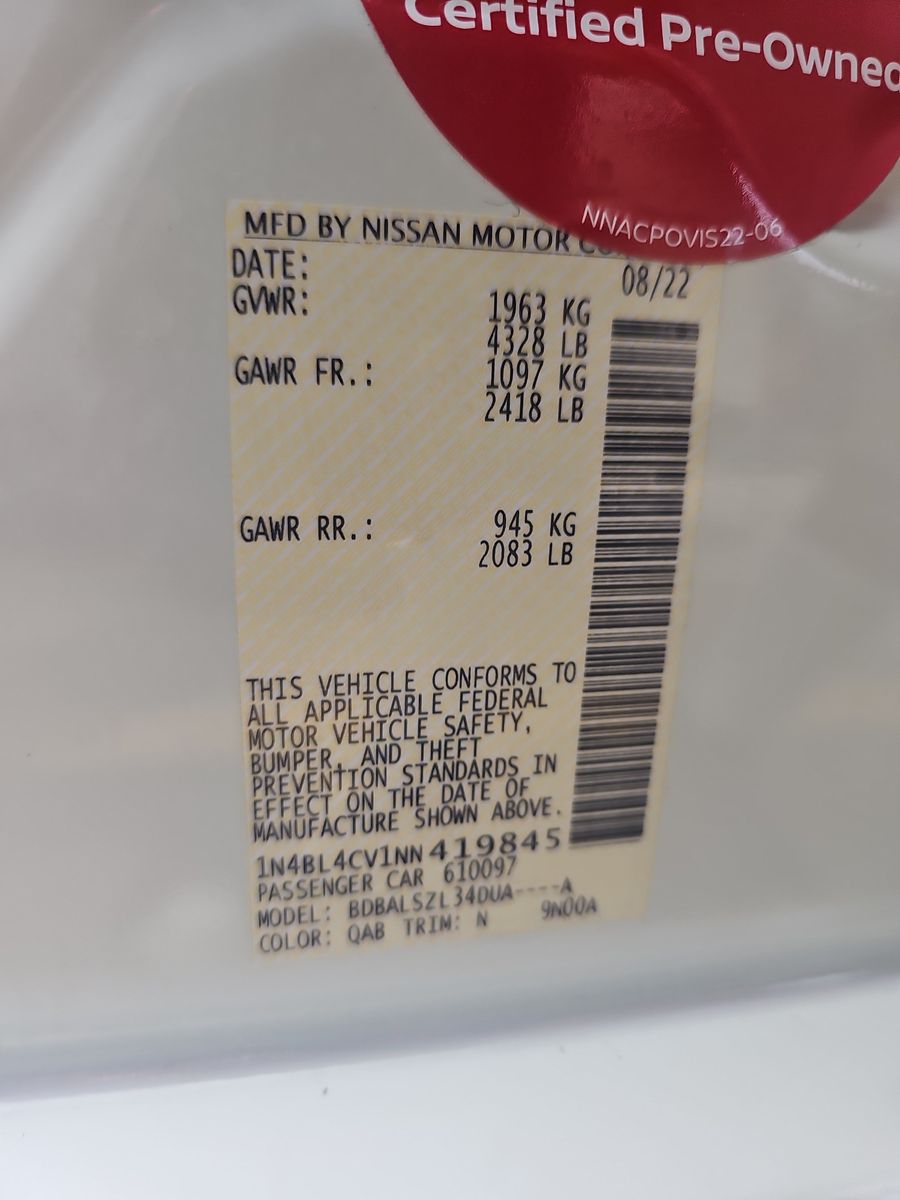 Certified Pre-Owned
NNACPOVIS22-06
MFD BY NISSAN MOTOR
DATE: 08/22
GVWR: 1963 KG
4328 LB
GAWR FR.: 1097 KG
2418 LB
GAWR RR.: 945 KG
2083 LB
THIS VEHICLE CONFORMS TO
ALL APPLICABLE FEDERAL
MOTOR VEHICLE SAFETY,
BUMPER, AND THEFT
PREVENTION STANDARDS IN
EFFECT ON THE DATE OF
MANUFACTURE SHOWN ABOVE.
1N4BL4CV1NN419845
PASSENGER CAR 610097
MODEL: BDBALSZL34DUA----A
COLOR: QAB TRIM: N 9N00A